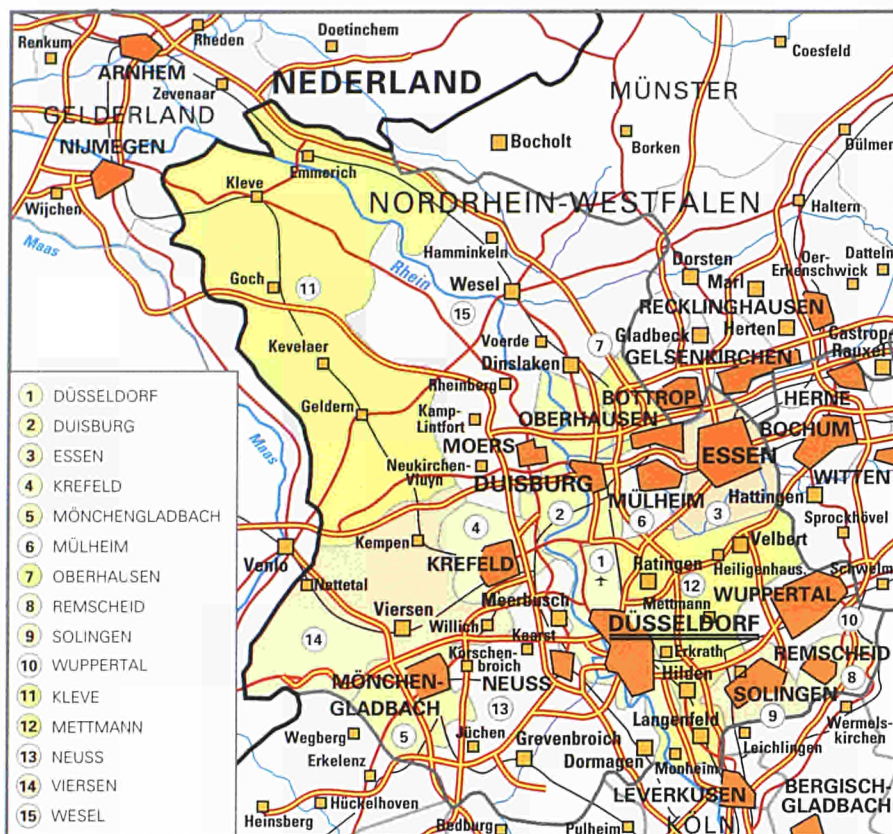 Renkum
Rheden
Doetinchem
Coesfeld
ARNHEM
Zevenaar
NEDERLAND
GELDERLAND
MÜNSTER
NIJMEGEN
Bocholt
Borken
Dülmen
Emmerich
Kleve
Wijchen
NORDRHEIN-WESTFALEN
Haltern
Maas
Hamminkeln
Rhein
Goch
11
Wesel
Dorsten
Oer-
Erkenschwick
Datteln
Marl
RECKLINGHAUSEN
15
Voerde
7
Gladbeck
Herten
Castrop-
Rauxel
Kevelaer
Dinslaken
GELSENKIRCHEN
Rheinberg
BOTTROP
HERNE
Geldern
Kamp-
Lintfort
OBERHAUSEN
BOCHUM
Maas
MOERS
ESSEN
Neukirchen-
Vluyn
DUISBURG
WITTEN
MÜLHEIM
Hattingen
4
2
6
3
Sprockhövel
Kempen
Velbert
Venlo
KREFELD
1
Ratingen
Heiligenhaus
Schwelm
Nettetal
12
WUPPERTAL
Viersen
Meerbusch
Mettmann
14
Willich
DÜSSELDORF
10
Kaarst
Erkrath
REMSCHEID
Korschen-
broich
MÖNCHEN-
GLADBACH
NEUSS
Hilden
SOLINGEN
8
13
Langenfeld
9
Wermels-
kirchen
5
Wegberg
Jüchen
Grevenbroich
Leichlingen
Erkelenz
Dormagen
Monheim
LEVERKUSEN
BERGISCH-
GLADBACH
Hückelhoven
Heinsberg
Bedburg
Pulheim
KÖLN
1 DÜSSELDORF
2 DUISBURG
3 ESSEN
4 KREFELD
5 MÖNCHENGLADBACH
6 MÜLHEIM
7 OBERHAUSEN
8 REMSCHEID
9 SOLINGEN
10 WUPPERTAL
11 KLEVE
12 METTMANN
13 NEUSS
14 VIERSEN
15 WESEL